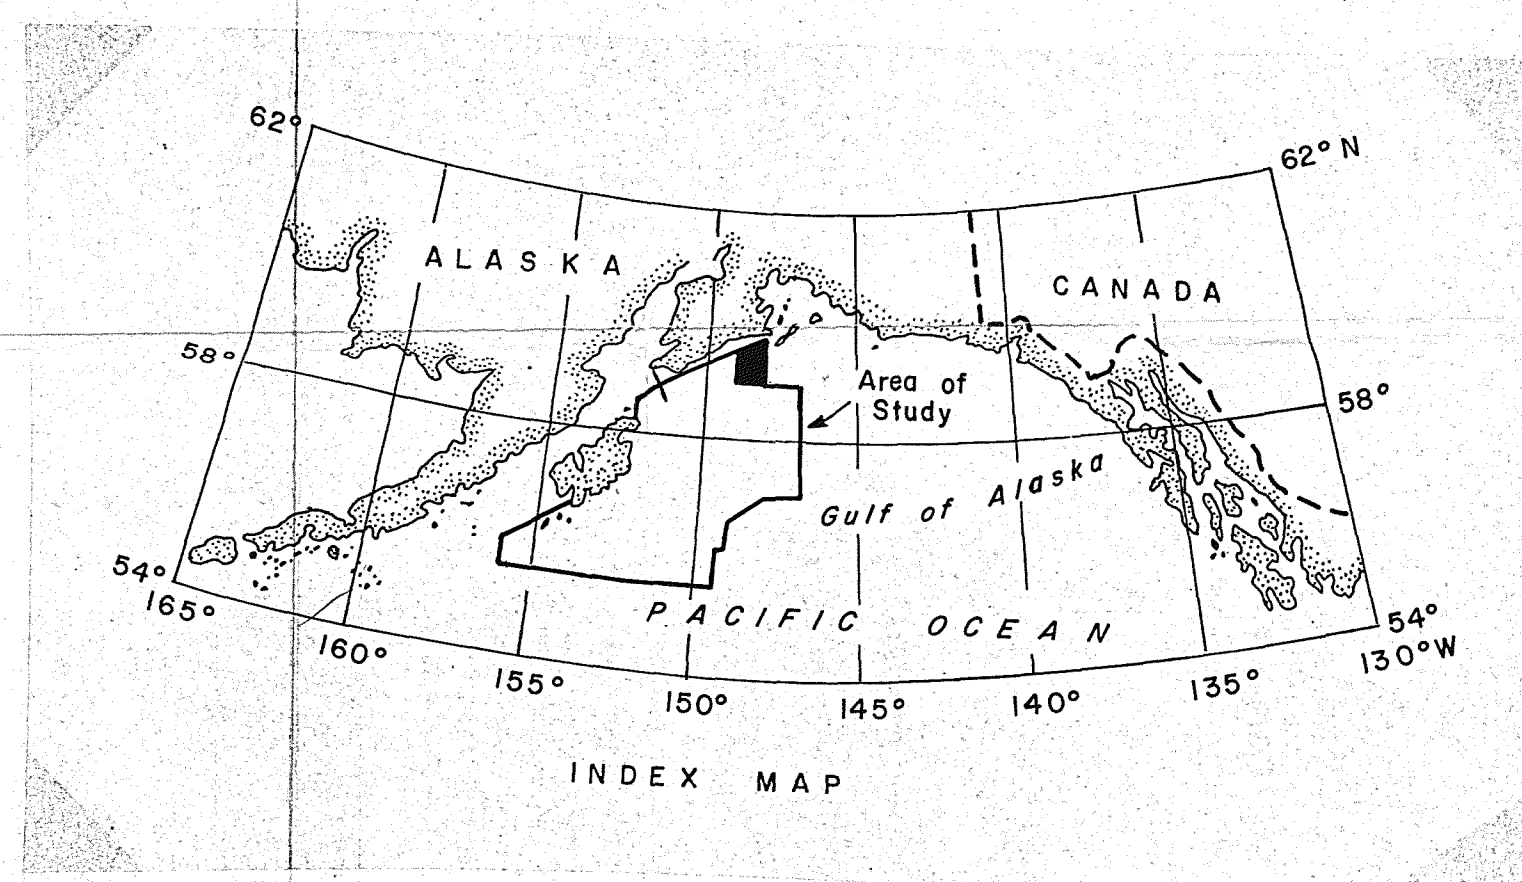 62°
62° N
ALASKA
CANADA
58°
Area of
Study
58°
Gulf of Alaska
54°
165°
PACIFIC OCEAN
54°
160°
130°W
155°
150°
145°
140°
135°
INDEX MAP